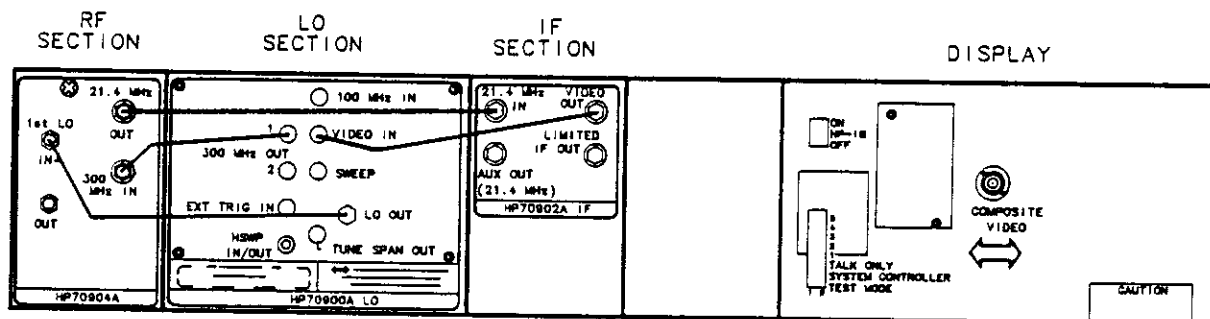 RF
SECTION
LO
SECTION
IF
SECTION
DISPLAY
21.4 MHz
OUT
1st LO
IN
300
MHz IN
OUT
HP70904A
100 MHz IN
1
VIDEO IN
300 MHz OUT
2
SWEEP
EXT TRIG IN
LO OUT
HSWP
IN/OUT
TUNE SPAN OUT
HP70900A LO
21.4 MHz
IN
VIDEO
OUT
LIMITED
IF OUT
AUX OUT
(21.4 MHz)
HP70902A IF
ON
HP-IB
OFF
TALK ONLY
SYSTEM CONTROLLER
TEST MODE
COMPOSITE
VIDEO
CAUTION